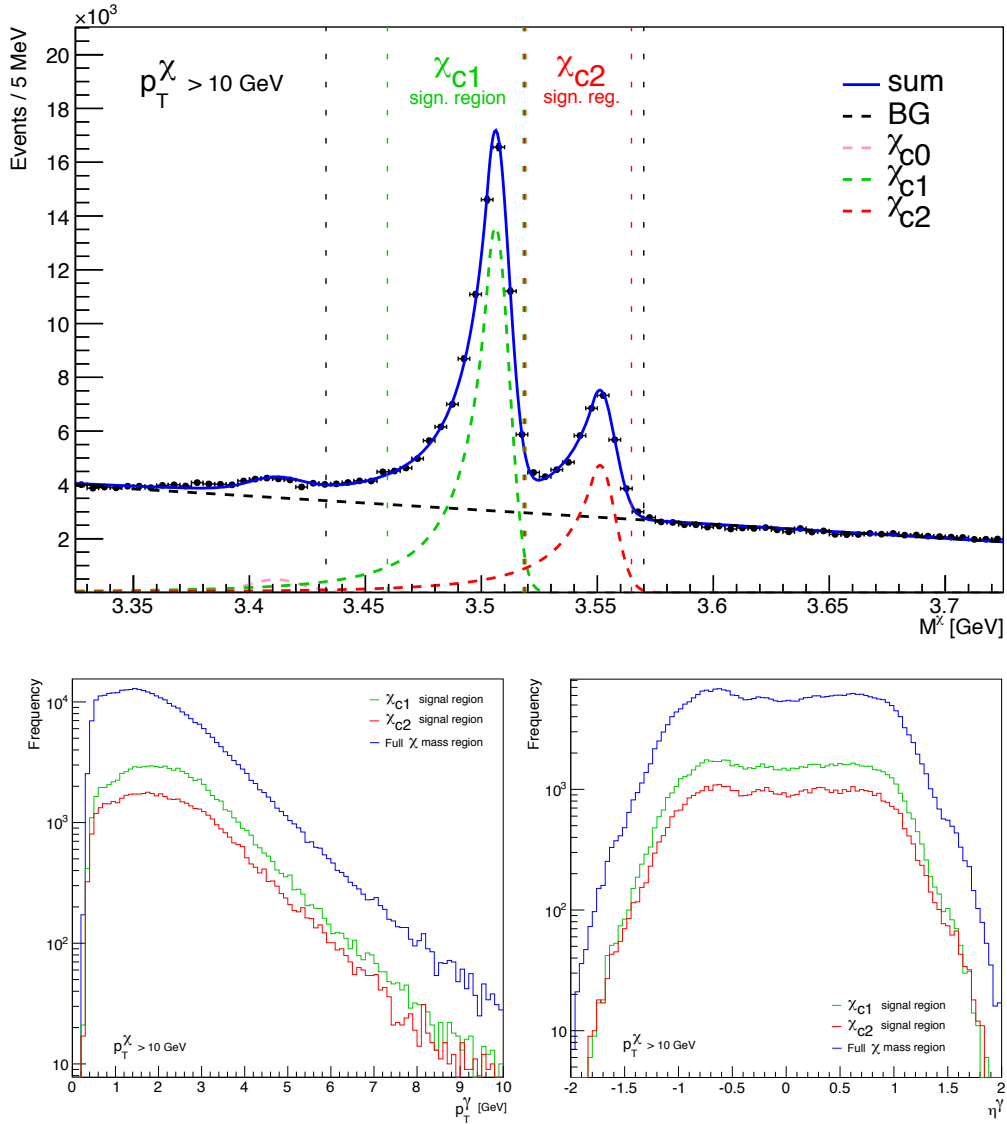 ×10³
20
18
16
14
12
10
8
6
4
2
Events / 5 MeV
p_T^χ > 10 GeV
χc1
sign. region
χc2
sign. reg.
sum
BG
χc0
χc1
χc2
3.35 3.4 3.45 3.5 3.55 3.6 3.65 3.7
M^χ [GeV]
Frequency
10⁴
10³
10²
10
χc1 signal region
χc2 signal region
Full χ mass region
p_T^χ > 10 GeV
0 1 2 3 4 5 6 7 8 9 10
p_T^γ [GeV]
Frequency
10³
10²
10
χc1 signal region
χc2 signal region
Full χ mass region
p_T^χ > 10 GeV
-2 -1.5 -1 -0.5 0 0.5 1 1.5 2
η^γ